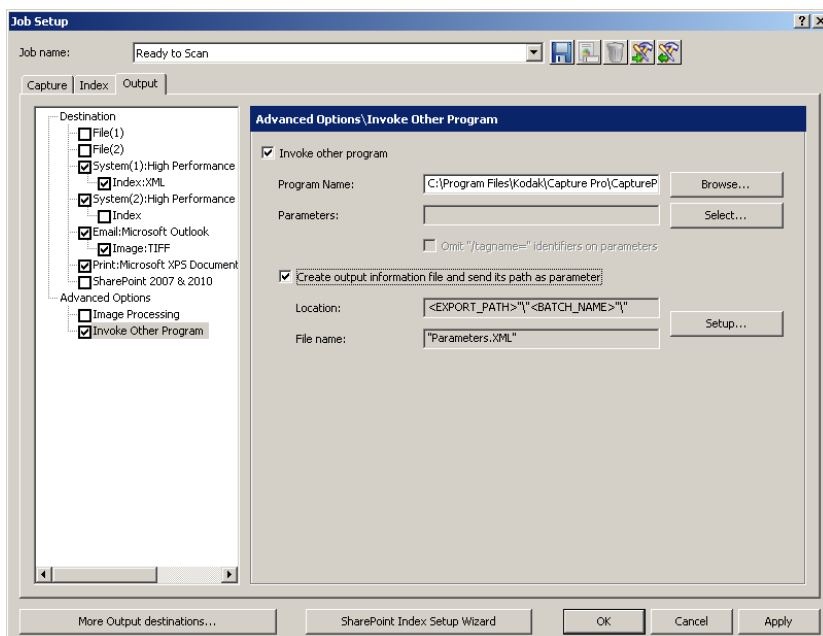 Job Setup
Job name: Ready to Scan
Capture Index Output
Destination
File(1)
File(2)
System(1):High Performance
Index:XML
System(2):High Performance
Index
Email:Microsoft Outlook
Image:TIFF
Print:Microsoft XPS Document
SharePoint 2007 & 2010
Advanced Options
Image Processing
Invoke Other Program
Advanced Options\Invoke Other Program
Invoke other program
Program Name: C:\Program Files\Kodak\Capture Pro\CaptureP Browse...
Parameters: Select...
Omit "/tagname=" identifiers on parameters
Create output information file and send its path as parameter
Location: <EXPORT_PATH>"\"<BATCH_NAME>"\"
Setup...
File name: "Parameters.XML"
More Output destinations... SharePoint Index Setup Wizard OK Cancel Apply